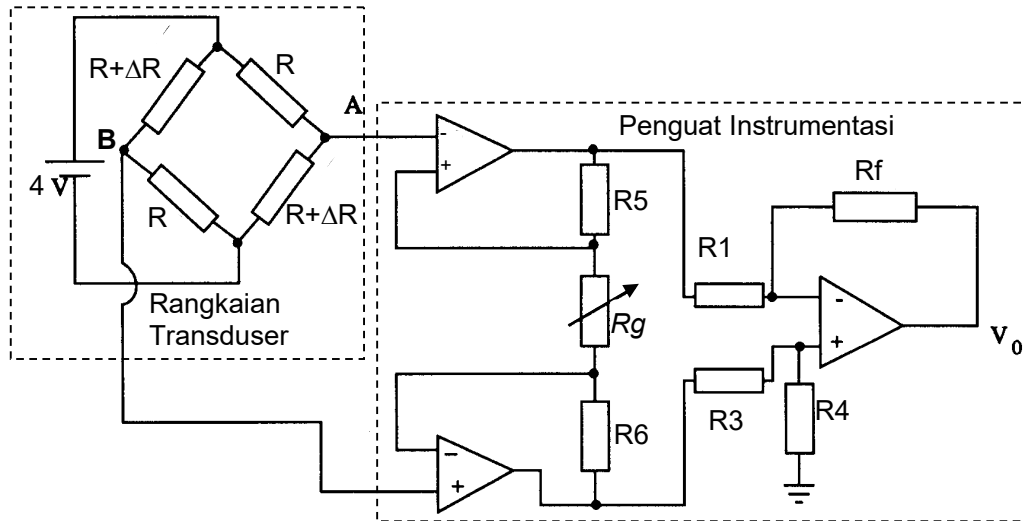 R+ΔR
R
A
B
4 V
R
R+ΔR
Rangkaian
Transduser
Penguat Instrumentasi
-
+
R5
Rg
R6
-
+
R1
Rf
-
+
R3
R4
V0